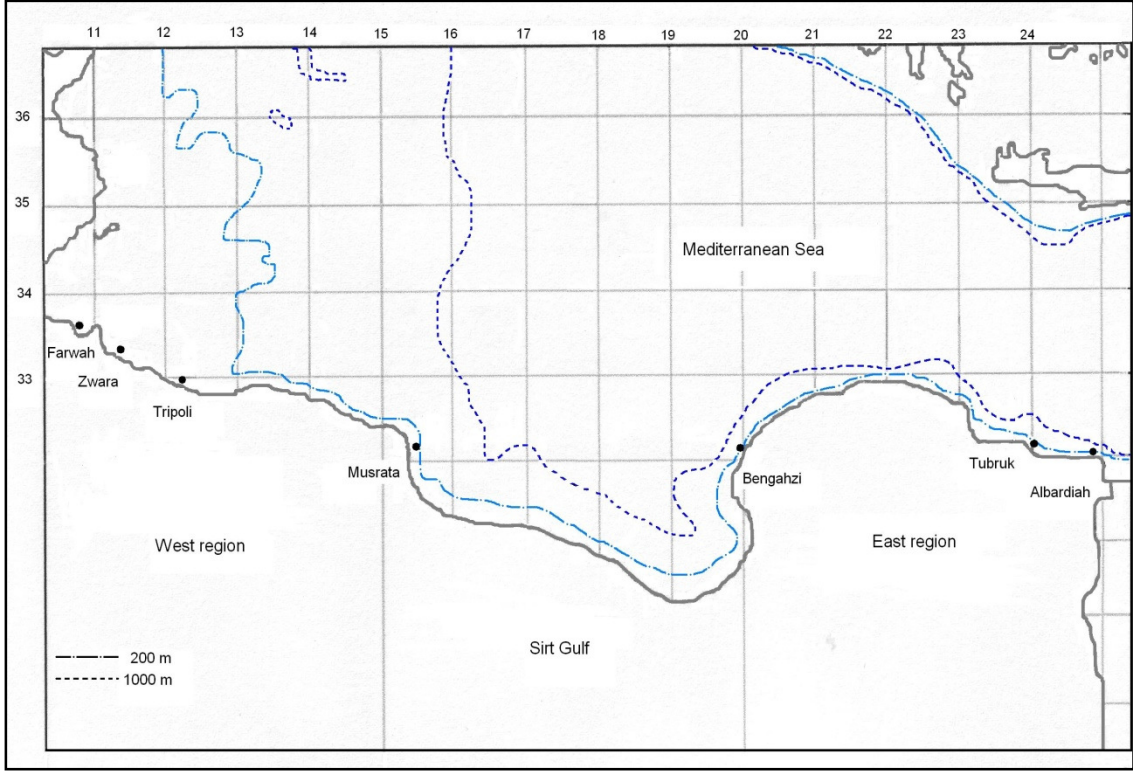 11 12 13 14 15 16 17 18 19 20 21 22 23 24
36
35
Mediterranean Sea
34
Farwah
33
Zwara
Tripoli
Musrata
Bengahzi
Tubruk
Albardiah
West region
East region
Sirt Gulf
200 m
1000 m